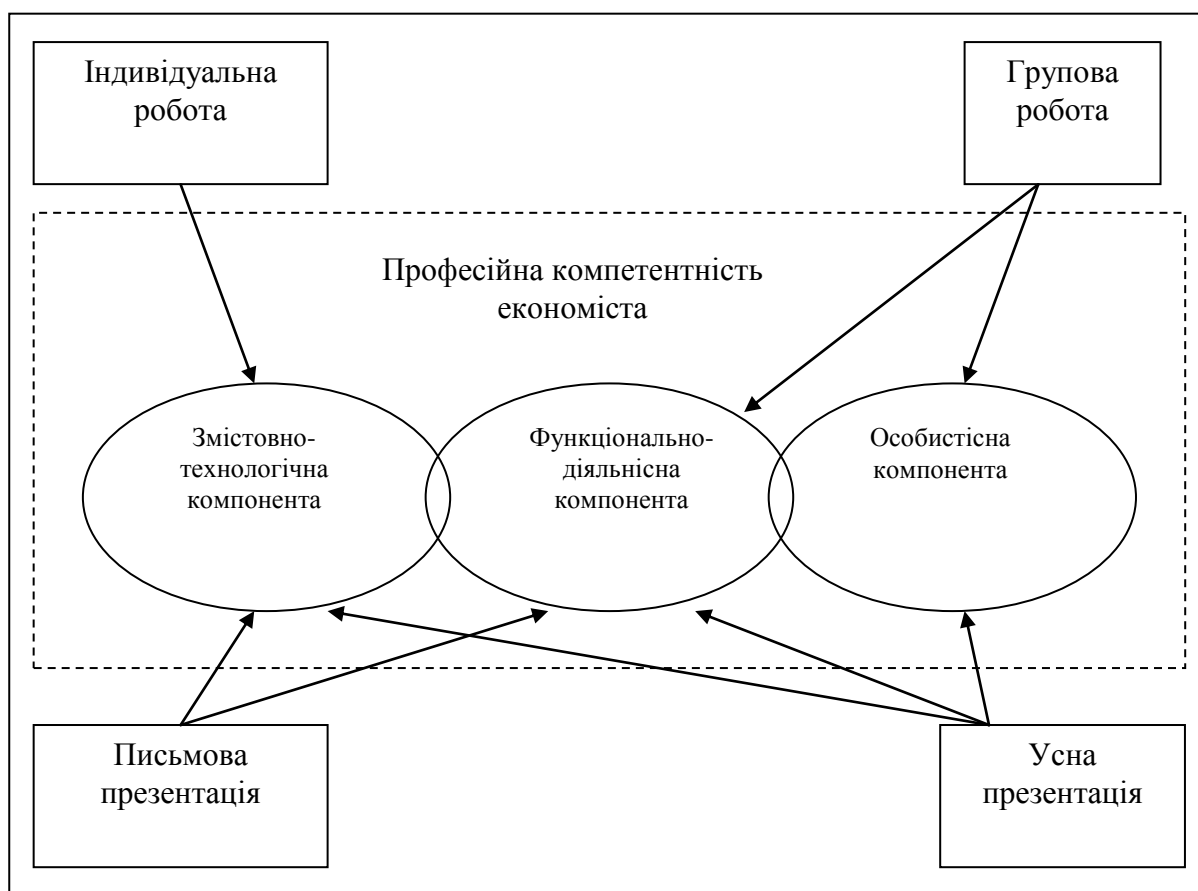 Індивідуальна
робота
Групова
робота
Професійна компетентність
економіста
Змістовно-
технологічна
компонента
Функціонально-
діяльнісна
компонента
Особистісна
компонента
Письмова
презентація
Усна
презентація